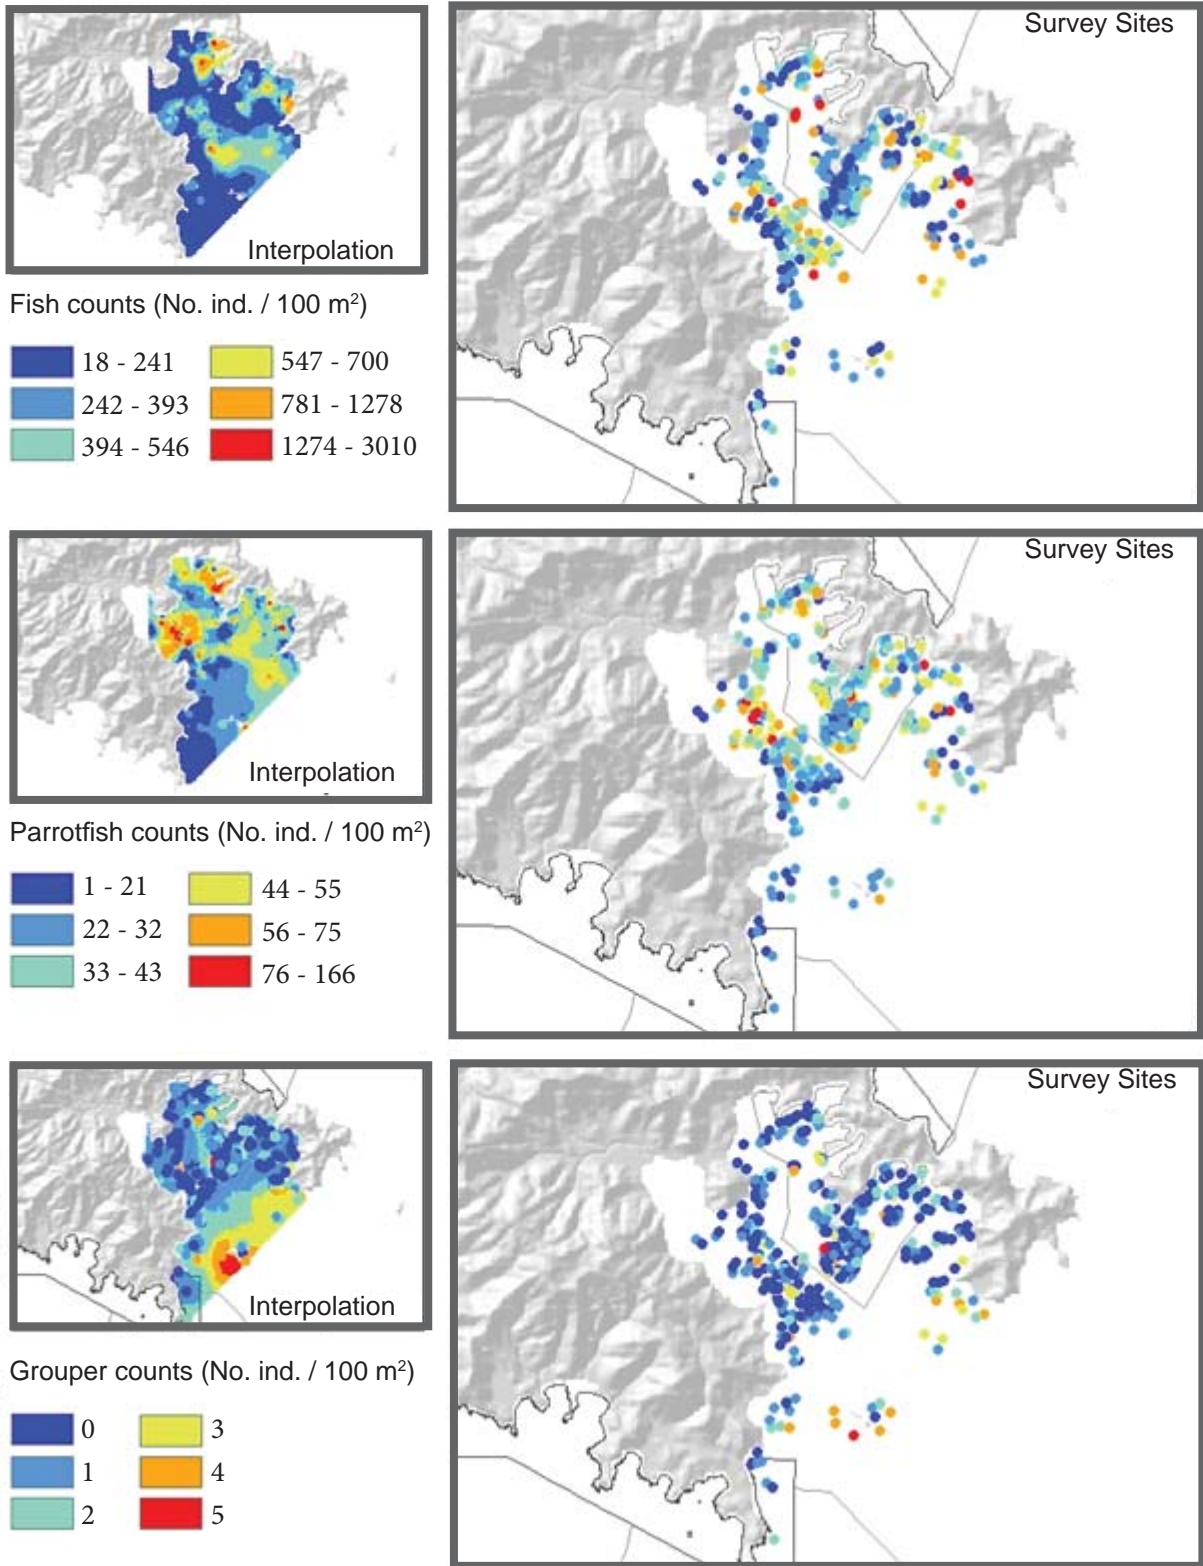 Survey Sites
Interpolation
Fish counts (No. ind. / 100 m²)
18 - 241
547 - 700
242 - 393
781 - 1278
394 - 546
1274 - 3010
Survey Sites
Interpolation
Parrotfish counts (No. ind. / 100 m²)
1 - 21
44 - 55
22 - 32
56 - 75
33 - 43
76 - 166
Survey Sites
Interpolation
Grouper counts (No. ind. / 100 m²)
0
3
1
4
2
5